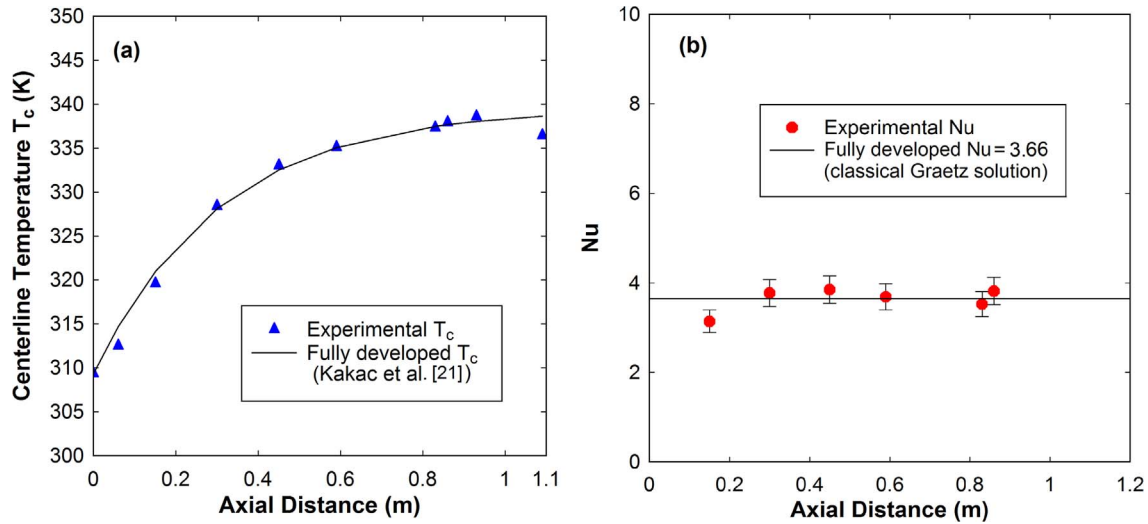 (a)
350
345
340
335
330
325
320
315
310
305
300
Centerline Temperature T_c (K)
Experimental T_c
Fully developed T_c
(Kakac et al. [21])
0 0.2 0.4 0.6 0.8 1 1.1
Axial Distance (m)
(b)
10
8
6
4
2
0
Nu
Experimental Nu
Fully developed Nu = 3.66
(classical Graetz solution)
0 0.2 0.4 0.6 0.8 1 1.2
Axial Distance (m)